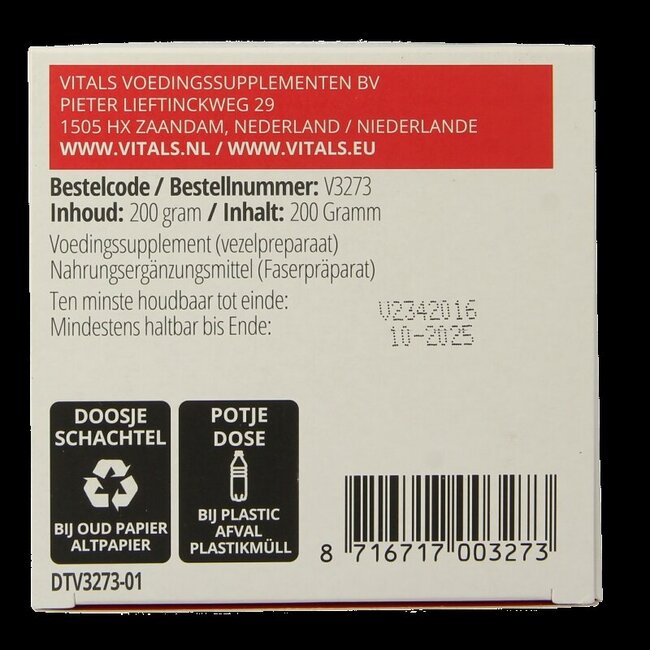 VITALS VOEDINGSSUPPLEMENTEN BV
PIETER LIEFTINCKWEG 29
1505 HX ZAANDAM, NEDERLAND / NIEDERLANDE
WWW.VITALS.NL / WWW.VITALS.EU
Bestelcode / Bestellnummer: V3273
Inhoud: 200 gram / Inhalt: 200 Gramm
Voedingssupplement (vezelpreparaat)
Nahrungsergänzungsmittel (Faserpräparat)
Ten minste houdbaar tot einde:
Mindestens haltbar bis Ende:
V2342016
10-2025
DOOSJE
SCHACHTEL
BIJ OUD PAPIER
ALTPAPIER
POTJE
DOSE
BIJ PLASTIC
AFVAL
PLASTIKMÜLL
8 716717 003273
DTV3273-01